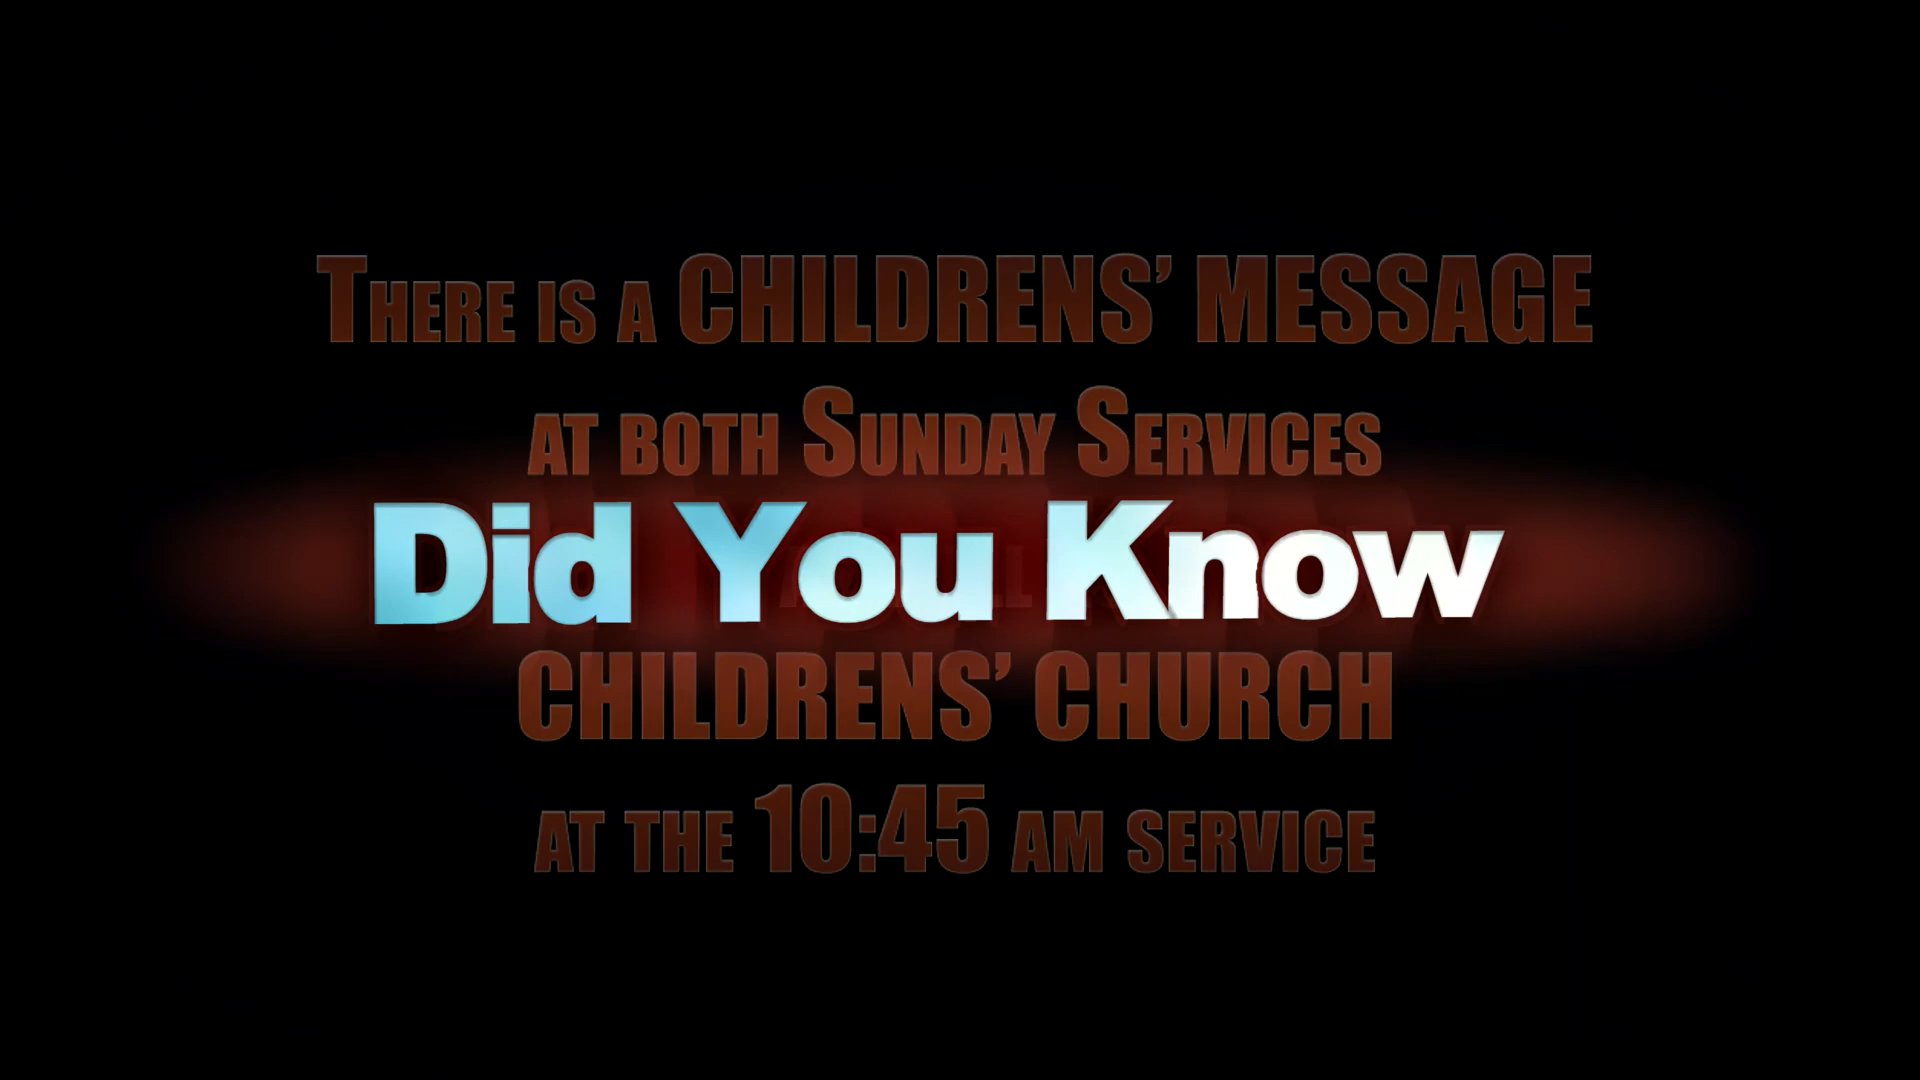 There is a CHILDRENS' MESSAGE
at both Sunday Services
Did You Know
CHILDRENS' CHURCH
at the 10:45 am service